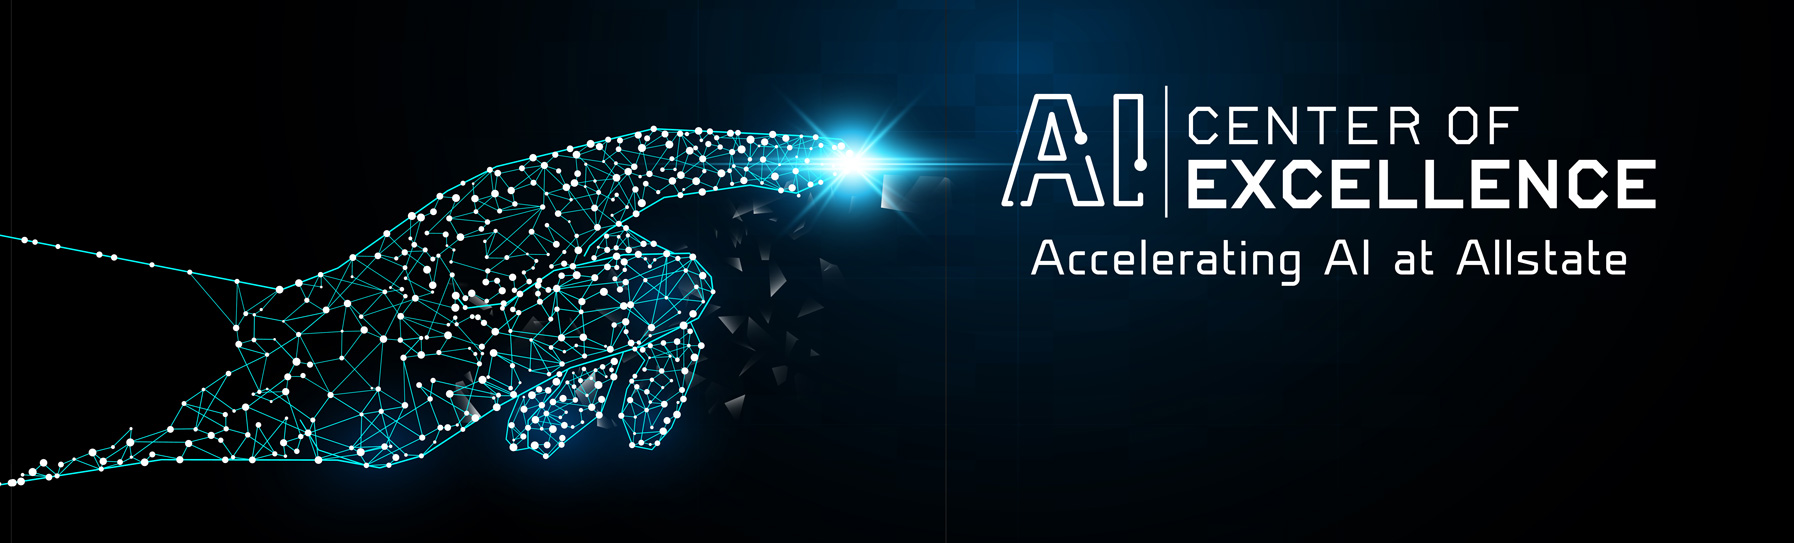 AI CENTER OF
EXCELLENCE
Accelerating AI at Allstate